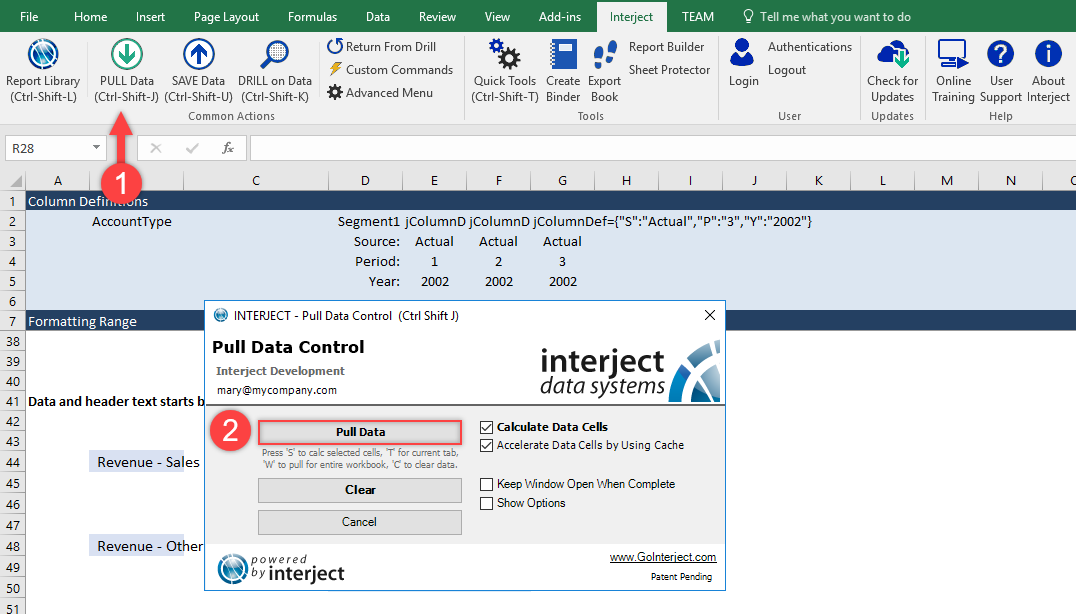 File Home Insert Page Layout Formulas Data Review View Add-ins Interject TEAM Tell me what you want to do
Report Library (Ctrl-Shift-L)
PULL Data (Ctrl-Shift-J)
SAVE Data (Ctrl-Shift-U)
DRILL on Data (Ctrl-Shift-K)
Return From Drill
Custom Commands
Advanced Menu
Common Actions
Quick Tools (Ctrl-Shift-T)
Create Binder
Export Book
Report Builder
Sheet Protector
Tools
Login
Authentications
Logout
User
Check for Updates
Updates
Online Training
User Support
About Interject
Help
R28 fx
1
A C D E F G H I J K L M N
1 Column Definitions
2 AccountType Segment1 jColumnD jColumnD jColumnDef={"S":"Actual","P":"3","Y":"2002"}
3 Source: Actual Actual Actual
4 Period: 1 2 3
5 Year: 2002 2002 2002
6
7 Formatting Range
38
39
40
41 Data and header text starts b
42
43
44 Revenue - Sales
45
46
47
48 Revenue - Other
49
50
51
INTERJECT - Pull Data Control (Ctrl Shift J)
Pull Data Control
Interject Development
mary@mycompany.com
interject
data systems
2
Pull Data
Press 'S' to calc selected cells, 'T' for current tab,
'W' to pull for entire workbook, 'C' to clear data.
Clear
Cancel
Calculate Data Cells
Accelerate Data Cells by Using Cache
Keep Window Open When Complete
Show Options
powered
by interject
www.GoInterject.com
Patent Pending